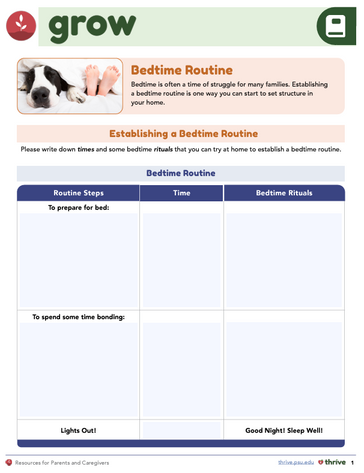 grow
Bedtime Routine
Bedtime is often a time of struggle for many families. Establishing
a bedtime routine is one way you can start to set structure in
your home.
Establishing a Bedtime Routine
Please write down times and some bedtime rituals that you can try at home to establish a bedtime routine.
Bedtime Routine
Routine Steps Time Bedtime Rituals
To prepare for bed:
To spend some time bonding:
Lights Out! Good Night! Sleep Well!
Resources for Parents and Caregivers thrive.psu.edu thrive 1